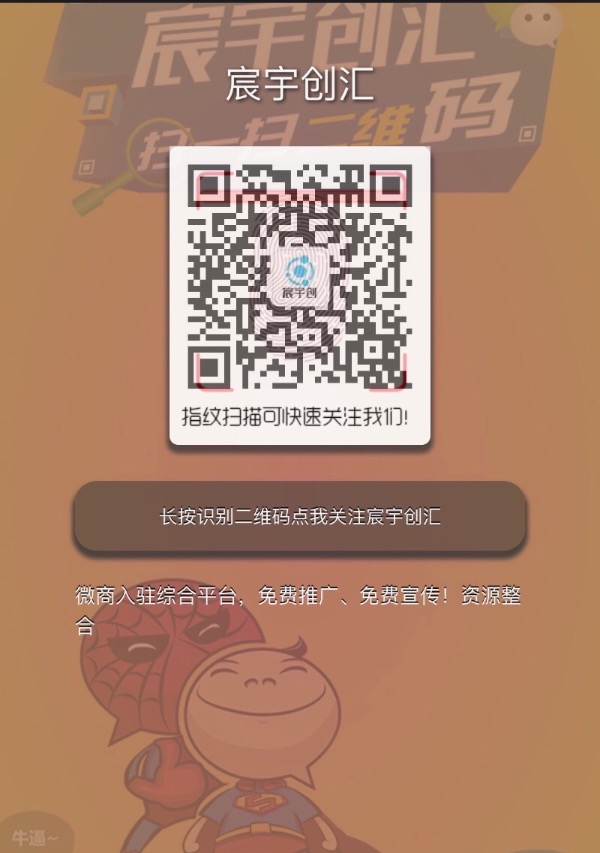 宸宇创汇
宸宇创汇
扫一扫二维码
宸宇创
指纹扫描可快速关注我们!
长按识别二维码点我关注宸宇创汇
微商入驻综合平台，免费推广、免费宣传！资源整
合
牛逼~